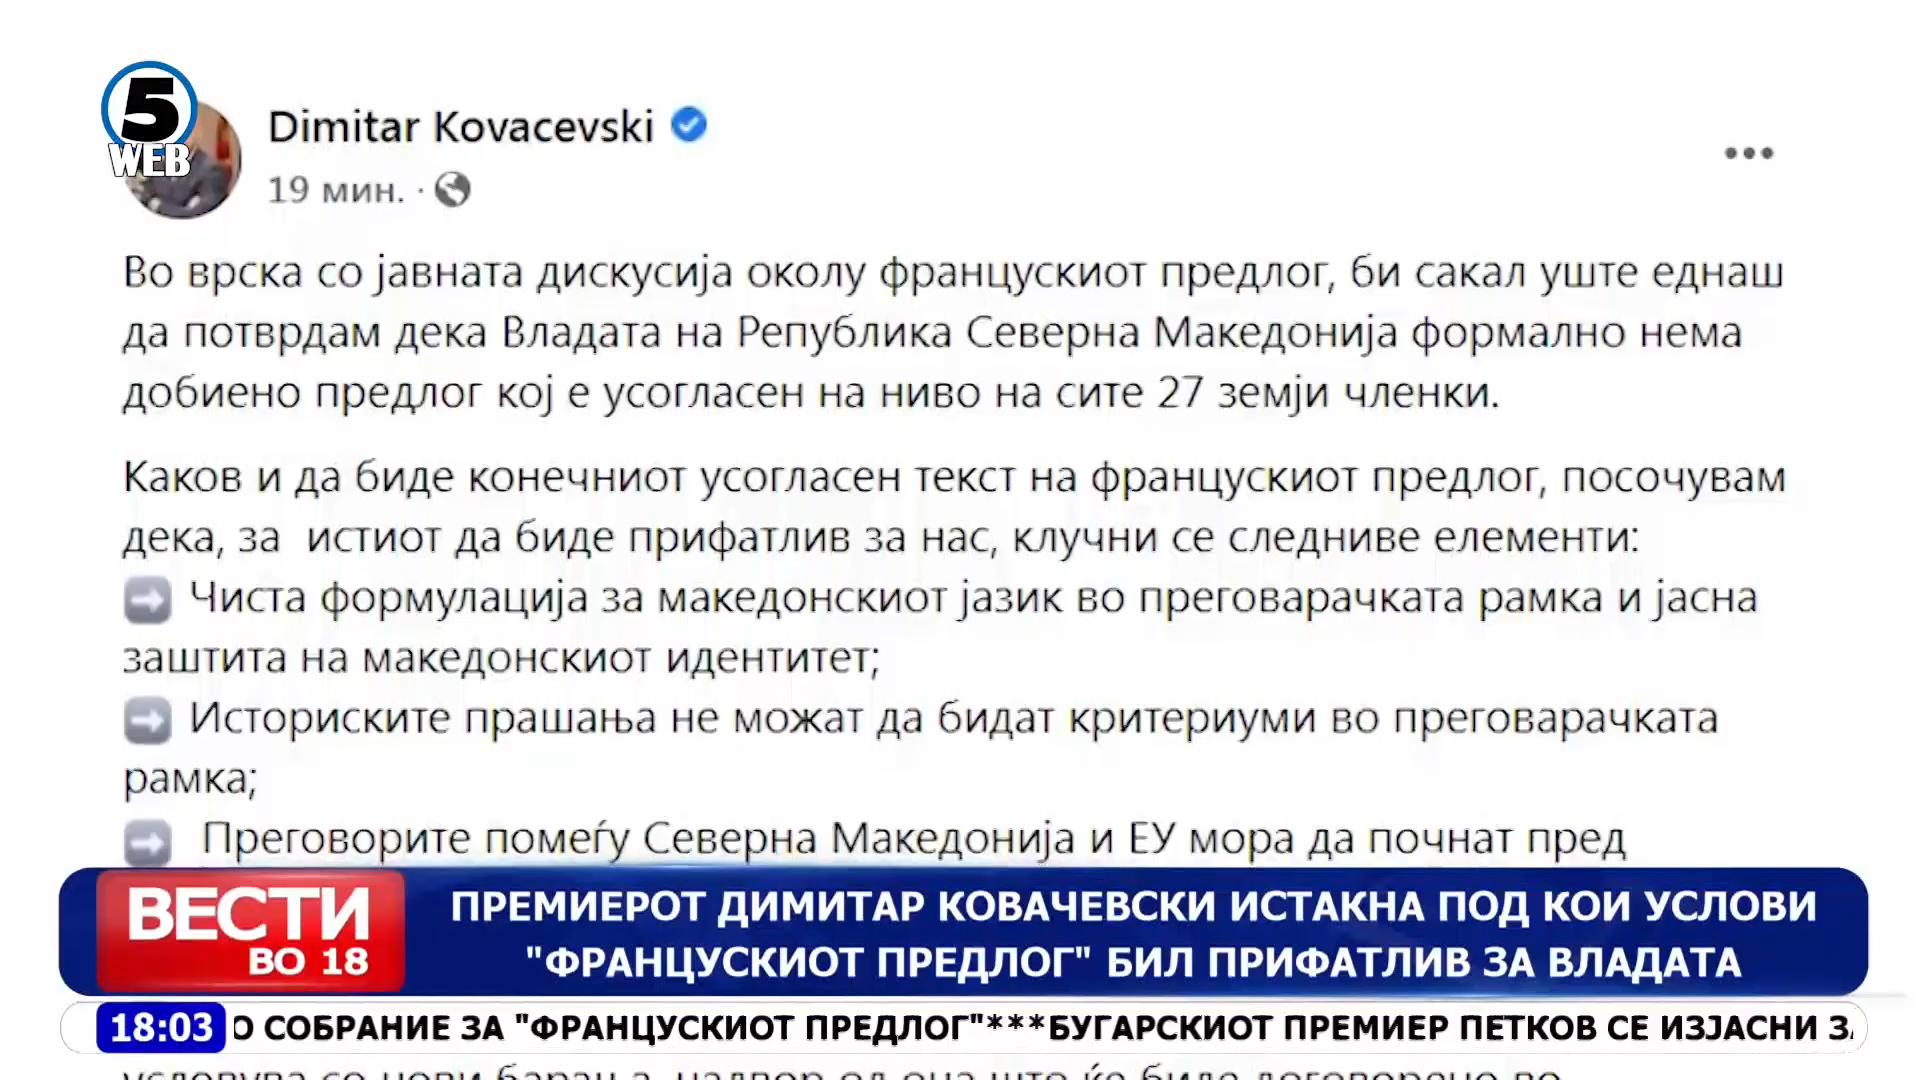 5
WEB
Dimitar Kovacevski
19 мин.
Во врска со јавната дискусија околу францускиот предлог, би сакал уште еднаш
да потврдам дека Владата на Република Северна Македонија формално нема
добиено предлог кој е усогласен на ниво на сите 27 земји членки.
Каков и да биде конечниот усогласен текст на францускиот предлог, посочувам
дека, за истиот да биде прифатлив за нас, клучни се следниве елементи:
➡ Чиста формулација за македонскиот јазик во преговарачката рамка и јасна
заштита на македонскиот идентитет;
➡ Историските прашања не можат да бидат критериуми во преговарачката
рамка;
➡ Преговорите помеѓу Северна Македонија и ЕУ мора да почнат пред
ВЕСТИ
ВО 18
ПРЕМИЕРОТ ДИМИТАР КОВАЧЕВСКИ ИСТАКНА ПОД КОИ УСЛОВИ
"ФРАНЦУСКИОТ ПРЕДЛОГ" БИЛ ПРИФАТЛИВ ЗА ВЛАДАТА
18:03 О СОБРАНИЕ ЗА "ФРАНЦУСКИОТ ПРЕДЛОГ"***БУГАРСКИОТ ПРЕМИЕР ПЕТКОВ СЕ ИЗЈАСНИ